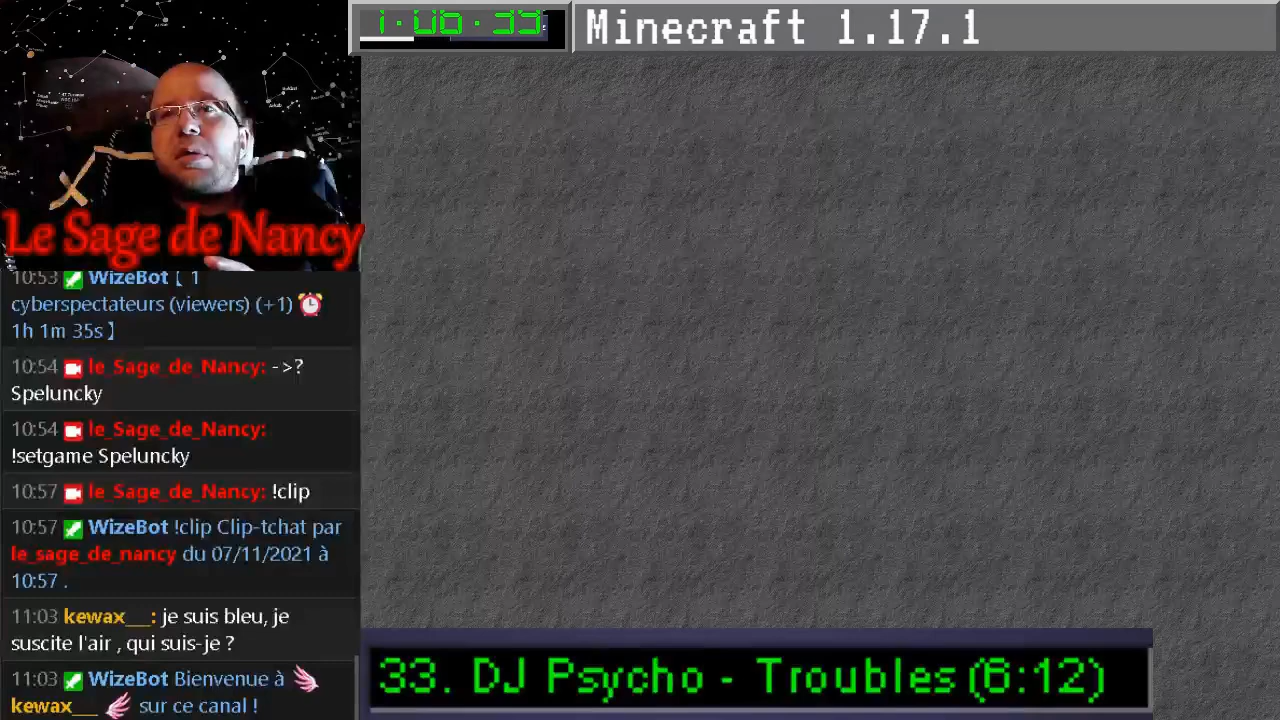 1:06:39
Minecraft 1.17.1
Le Sage de Nancy
10:53 WizeBot 【 1
cyberspectateurs (viewers) (+1) ⏰
1h 1m 35s 】
10:54 le_Sage_de_Nancy: ->?
Speluncky
10:54 le_Sage_de_Nancy:
!setgame Speluncky
10:57 le_Sage_de_Nancy: !clip
10:57 WizeBot !clip Clip-tchat par
le_sage_de_nancy du 07/11/2021 à
10:57 .
11:03 kewax__: je suis bleu, je
suscite l'air , qui suis-je ?
11:03 WizeBot Bienvenue à
kewax__ sur ce canal !
33. DJ Psycho - Troubles (6:12)